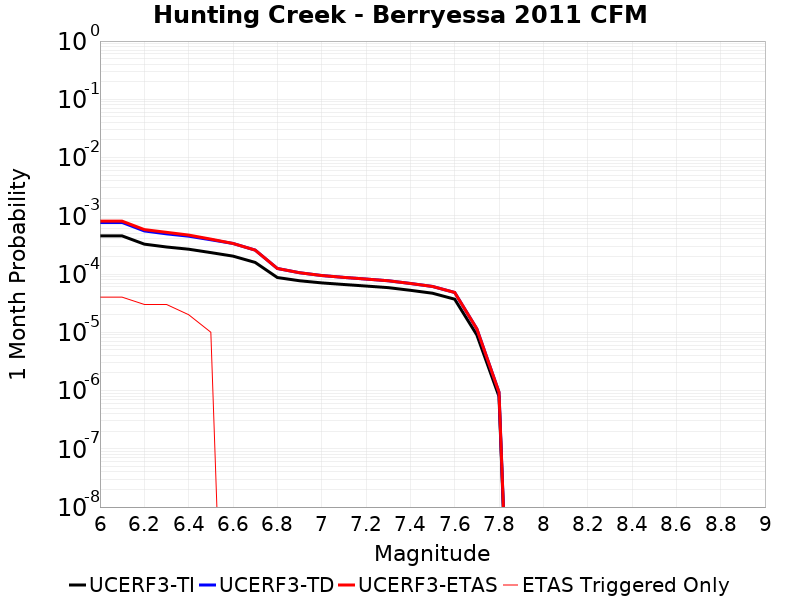 Hunting Creek - Berryessa 2011 CFM
10^0
10^-1
10^-2
10^-3
10^-4
10^-5
10^-6
10^-7
10^-8
1 Month Probability
6 6.2 6.4 6.6 6.8 7 7.2 7.4 7.6 7.8 8 8.2 8.4 8.6 8.8 9
Magnitude
UCERF3-TI UCERF3-TD UCERF3-ETAS ETAS Triggered Only